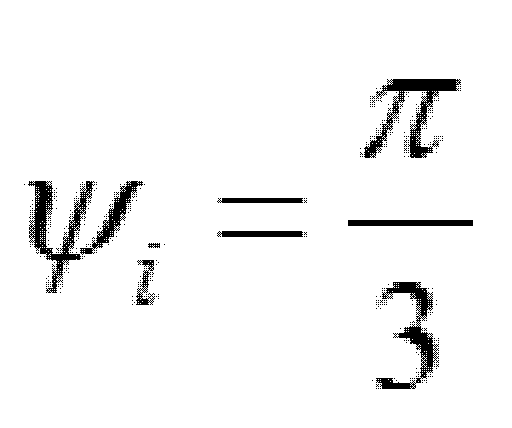 ψ_i = π/3